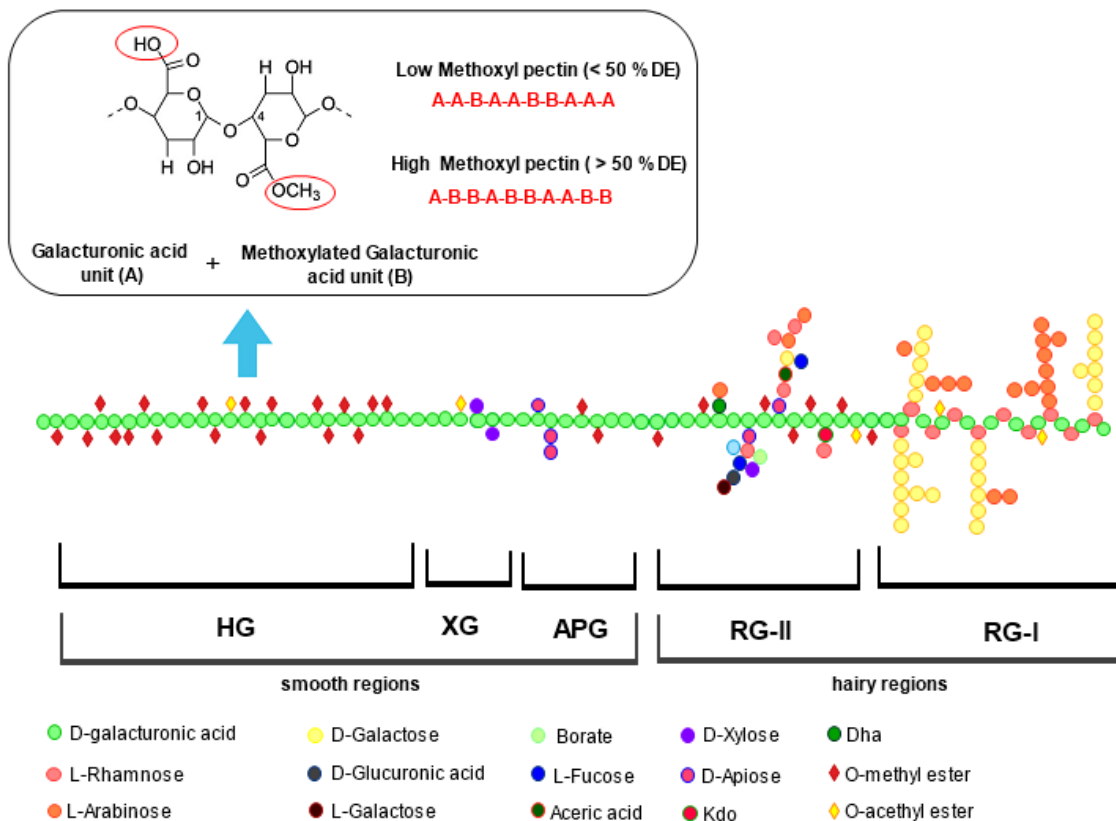 HO
O
H
OH
Low Methoxyl pectin (< 50 % DE)
A-A-B-A-A-B-B-A-A-A
O
O
1
4
O
O
O
H
OH
O
OCH3
High Methoxyl pectin ( > 50 % DE)
A-B-B-A-B-B-A-A-B-B
Galacturonic acid
unit (A)
+
Methoxylated Galacturonic
acid unit (B)
HG
XG
APG
RG-II
RG-I
smooth regions
hairy regions
D-galacturonic acid
D-Galactose
Borate
D-Xylose
Dha
L-Rhamnose
D-Glucuronic acid
L-Fucose
D-Apiose
O-methyl ester
L-Arabinose
L-Galactose
Aceric acid
Kdo
O-acethyl ester